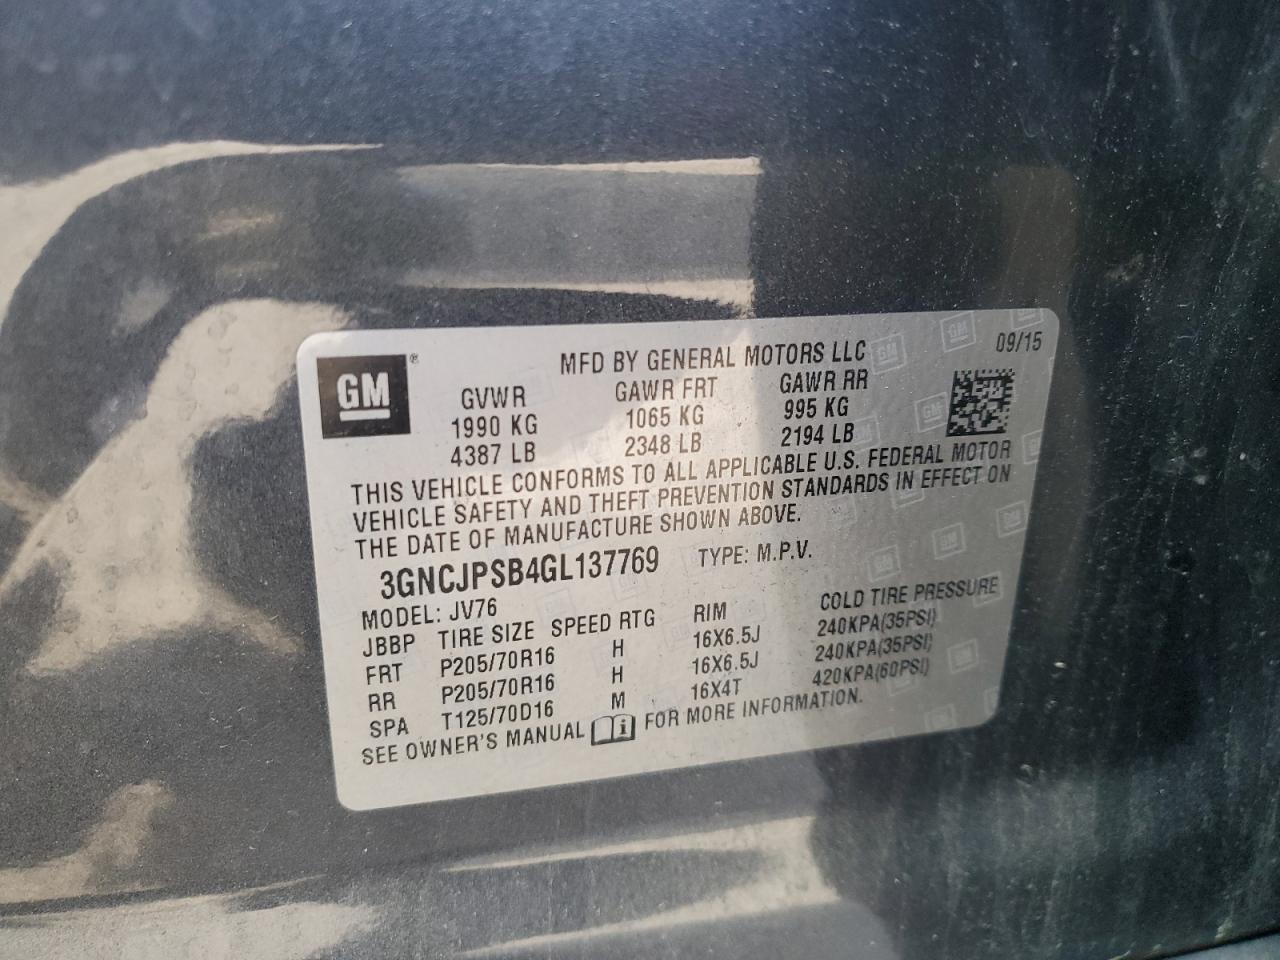 GM ®
MFD BY GENERAL MOTORS LLC 09/15
GVWR GAWR FRT GAWR RR
1990 KG 1065 KG 995 KG
4387 LB 2348 LB 2194 LB
THIS VEHICLE CONFORMS TO ALL APPLICABLE U.S. FEDERAL MOTOR
VEHICLE SAFETY AND THEFT PREVENTION STANDARDS IN EFFECT ON
THE DATE OF MANUFACTURE SHOWN ABOVE.
3GNCJPSB4GL137769 TYPE: M.P.V.
MODEL: JV76
JBBP TIRE SIZE SPEED RTG RIM COLD TIRE PRESSURE
FRT P205/70R16 H 16X6.5J 240KPA(35PSI)
RR P205/70R16 H 16X6.5J 240KPA(35PSI)
SPA T125/70D16 M 16X4T 420KPA(60PSI)
SEE OWNER'S MANUAL i FOR MORE INFORMATION.